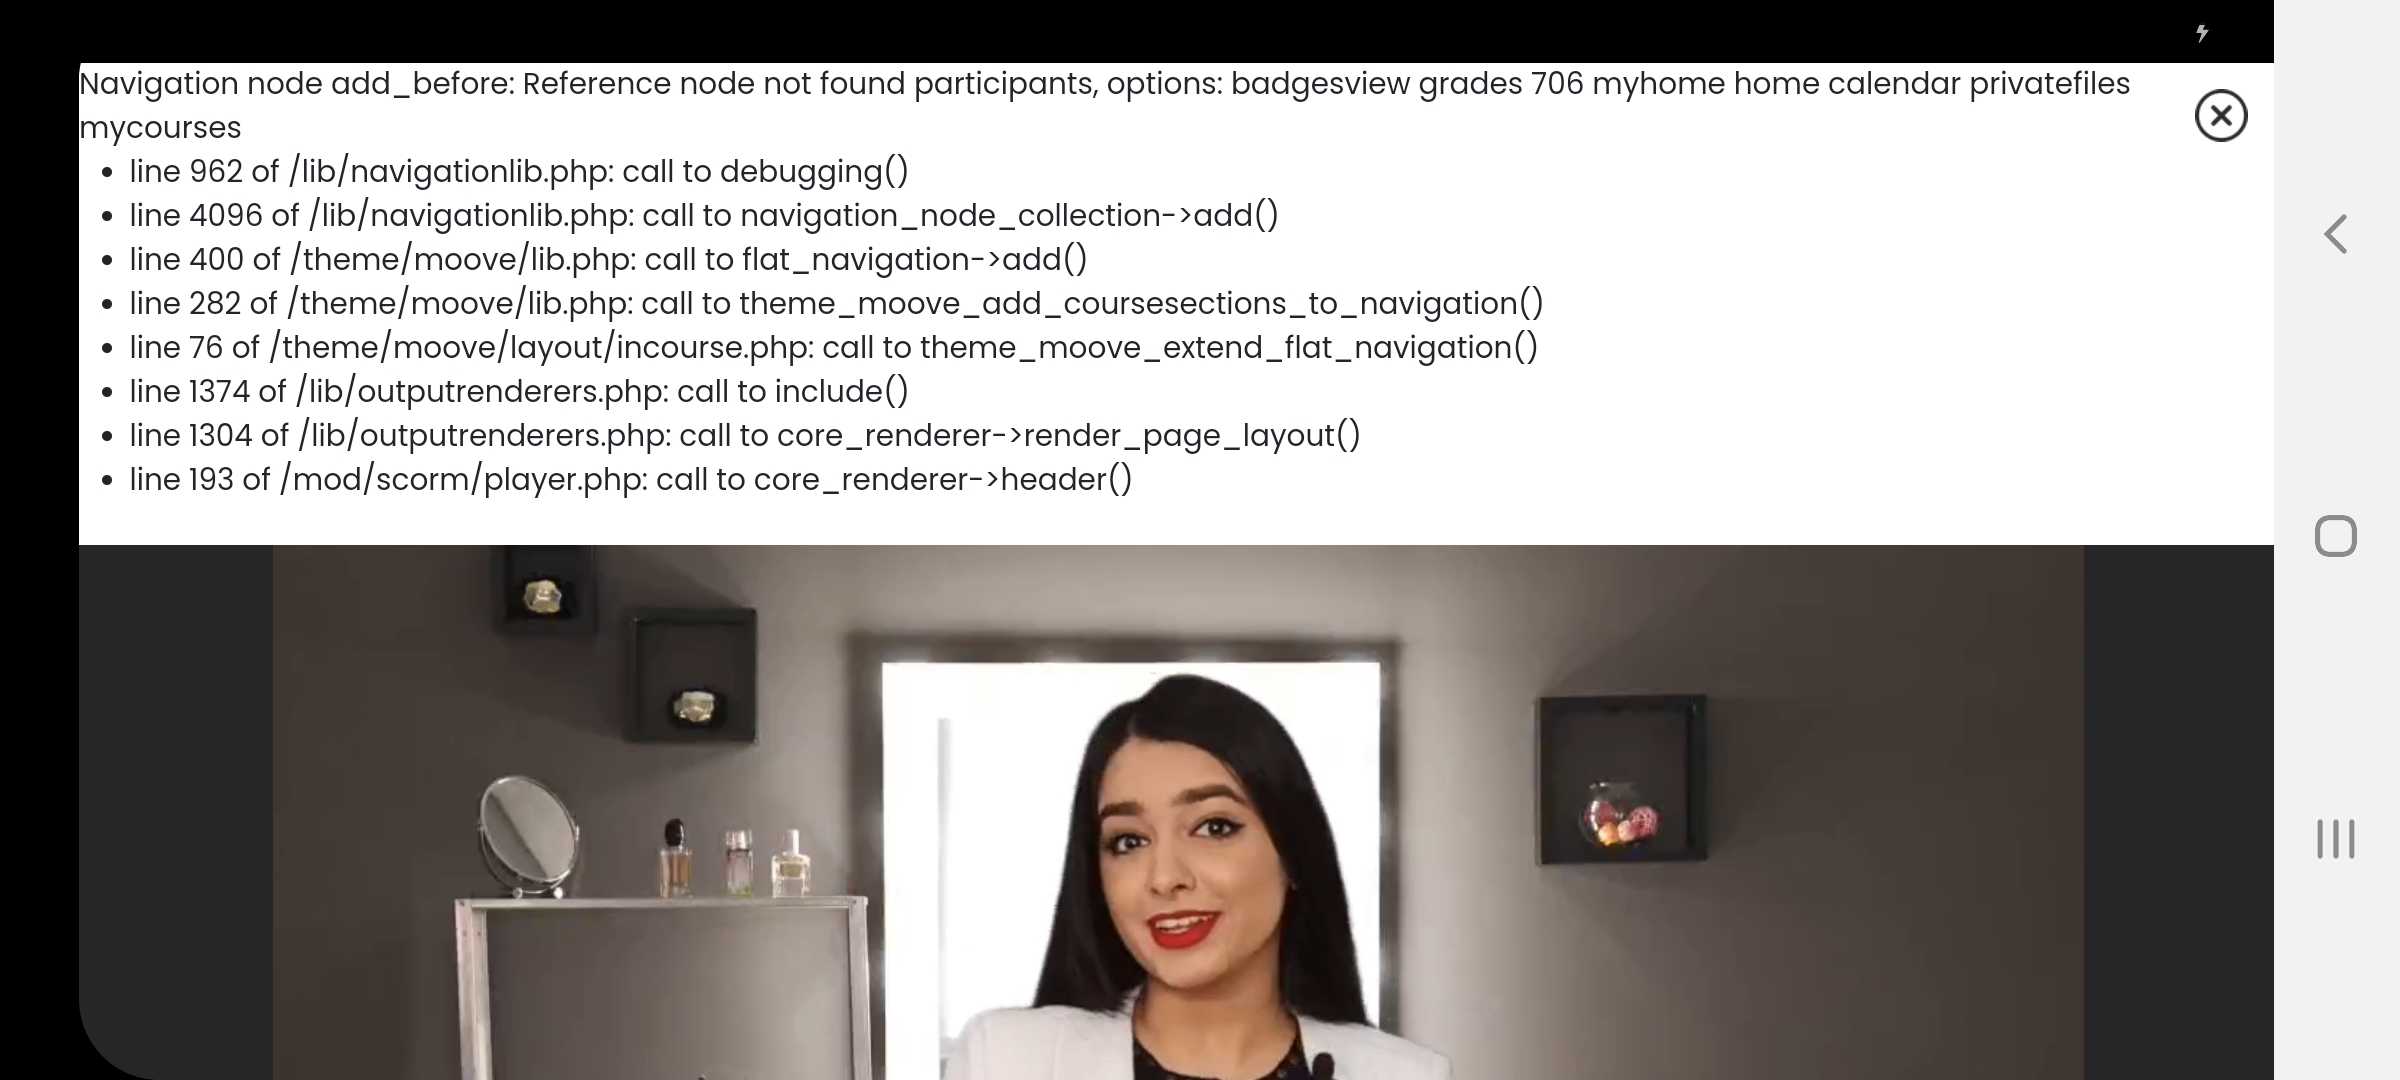 Navigation node add_before: Reference node not found participants, options: badgesview grades 706 myhome home calendar privatefiles
mycourses
• line 962 of /lib/navigationlib.php: call to debugging()
• line 4096 of /lib/navigationlib.php: call to navigation_node_collection->add()
• line 400 of /theme/moove/lib.php: call to flat_navigation->add()
• line 282 of /theme/moove/lib.php: call to theme_moove_add_coursesections_to_navigation()
• line 76 of /theme/moove/layout/incourse.php: call to theme_moove_extend_flat_navigation()
• line 1374 of /lib/outputrenderers.php: call to include()
• line 1304 of /lib/outputrenderers.php: call to core_renderer->render_page_layout()
• line 193 of /mod/scorm/player.php: call to core_renderer->header()